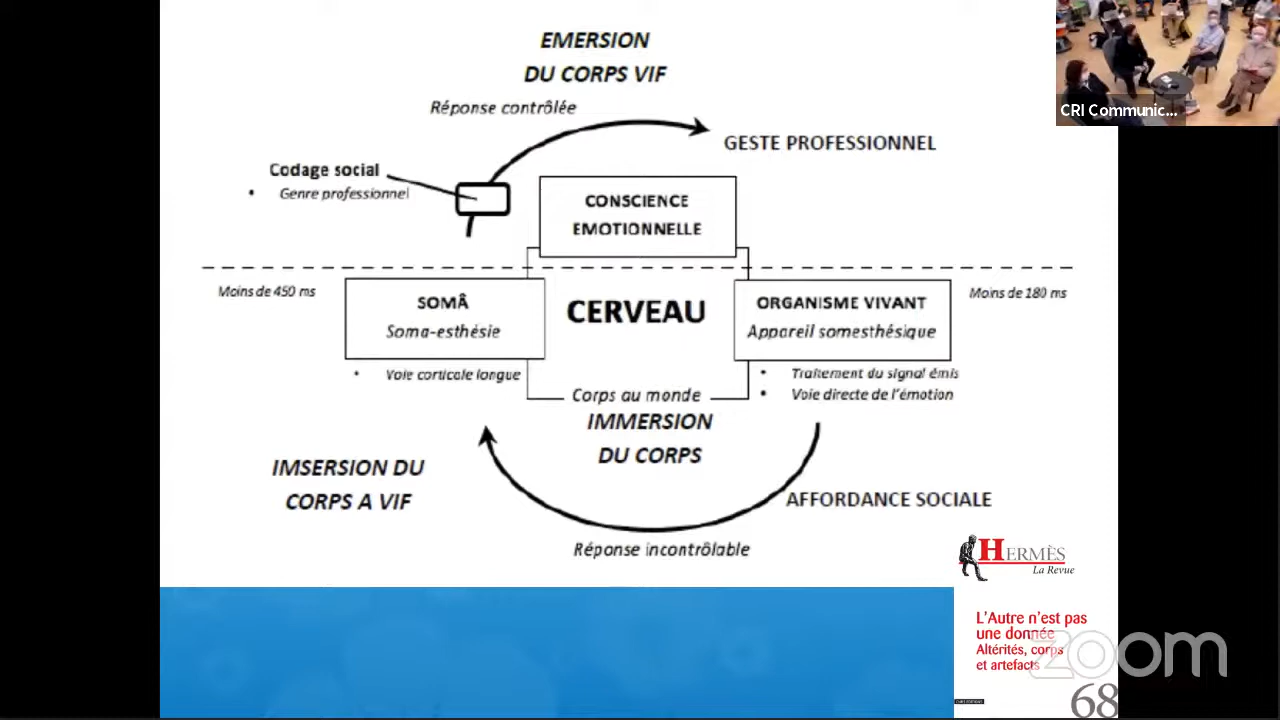 EMERSION
DU CORPS VIF
Réponse contrôlée
GESTE PROFESSIONNEL
Codage social
• Genre professionnel
CONSCIENCE
EMOTIONNELLE
Moins de 450 ms
Moins de 180 ms
SOMÂ
Soma-esthésie
CERVEAU
ORGANISME VIVANT
Appareil somesthésique
• Voie corticale longue
• Traitement du signal émis
• Voie directe de l'émotion
Corps au monde
IMMERSION
DU CORPS
IMSERSION DU
CORPS A VIF
AFFORDANCE SOCIALE
Réponse incontrôlable
HERMÈS
La Revue
L'Autre n'est pas
une donnée
Altérités, corps
et artefacts
68
zoom
CRI Communic...